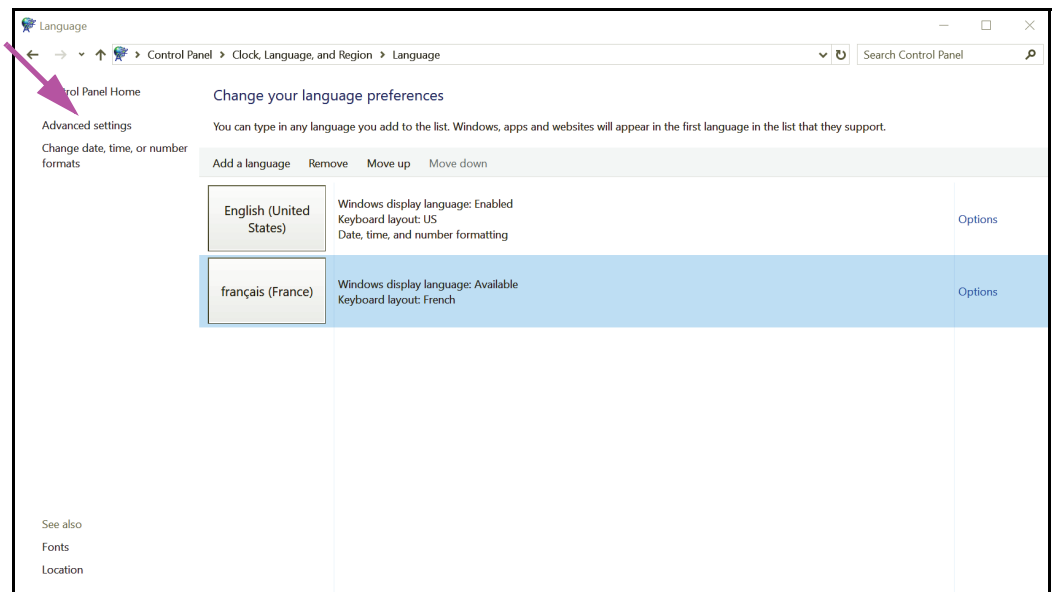 Language
Control Panel > Clock, Language, and Region > Language
Search Control Panel
rol Panel Home
Advanced settings
Change date, time, or number
formats
Change your language preferences
You can type in any language you add to the list. Windows, apps and websites will appear in the first language in the list that they support.
Add a language Remove Move up Move down
English (United
States)
Windows display language: Enabled
Keyboard layout: US
Date, time, and number formatting
Options
français (France)
Windows display language: Available
Keyboard layout: French
Options
See also
Fonts
Location